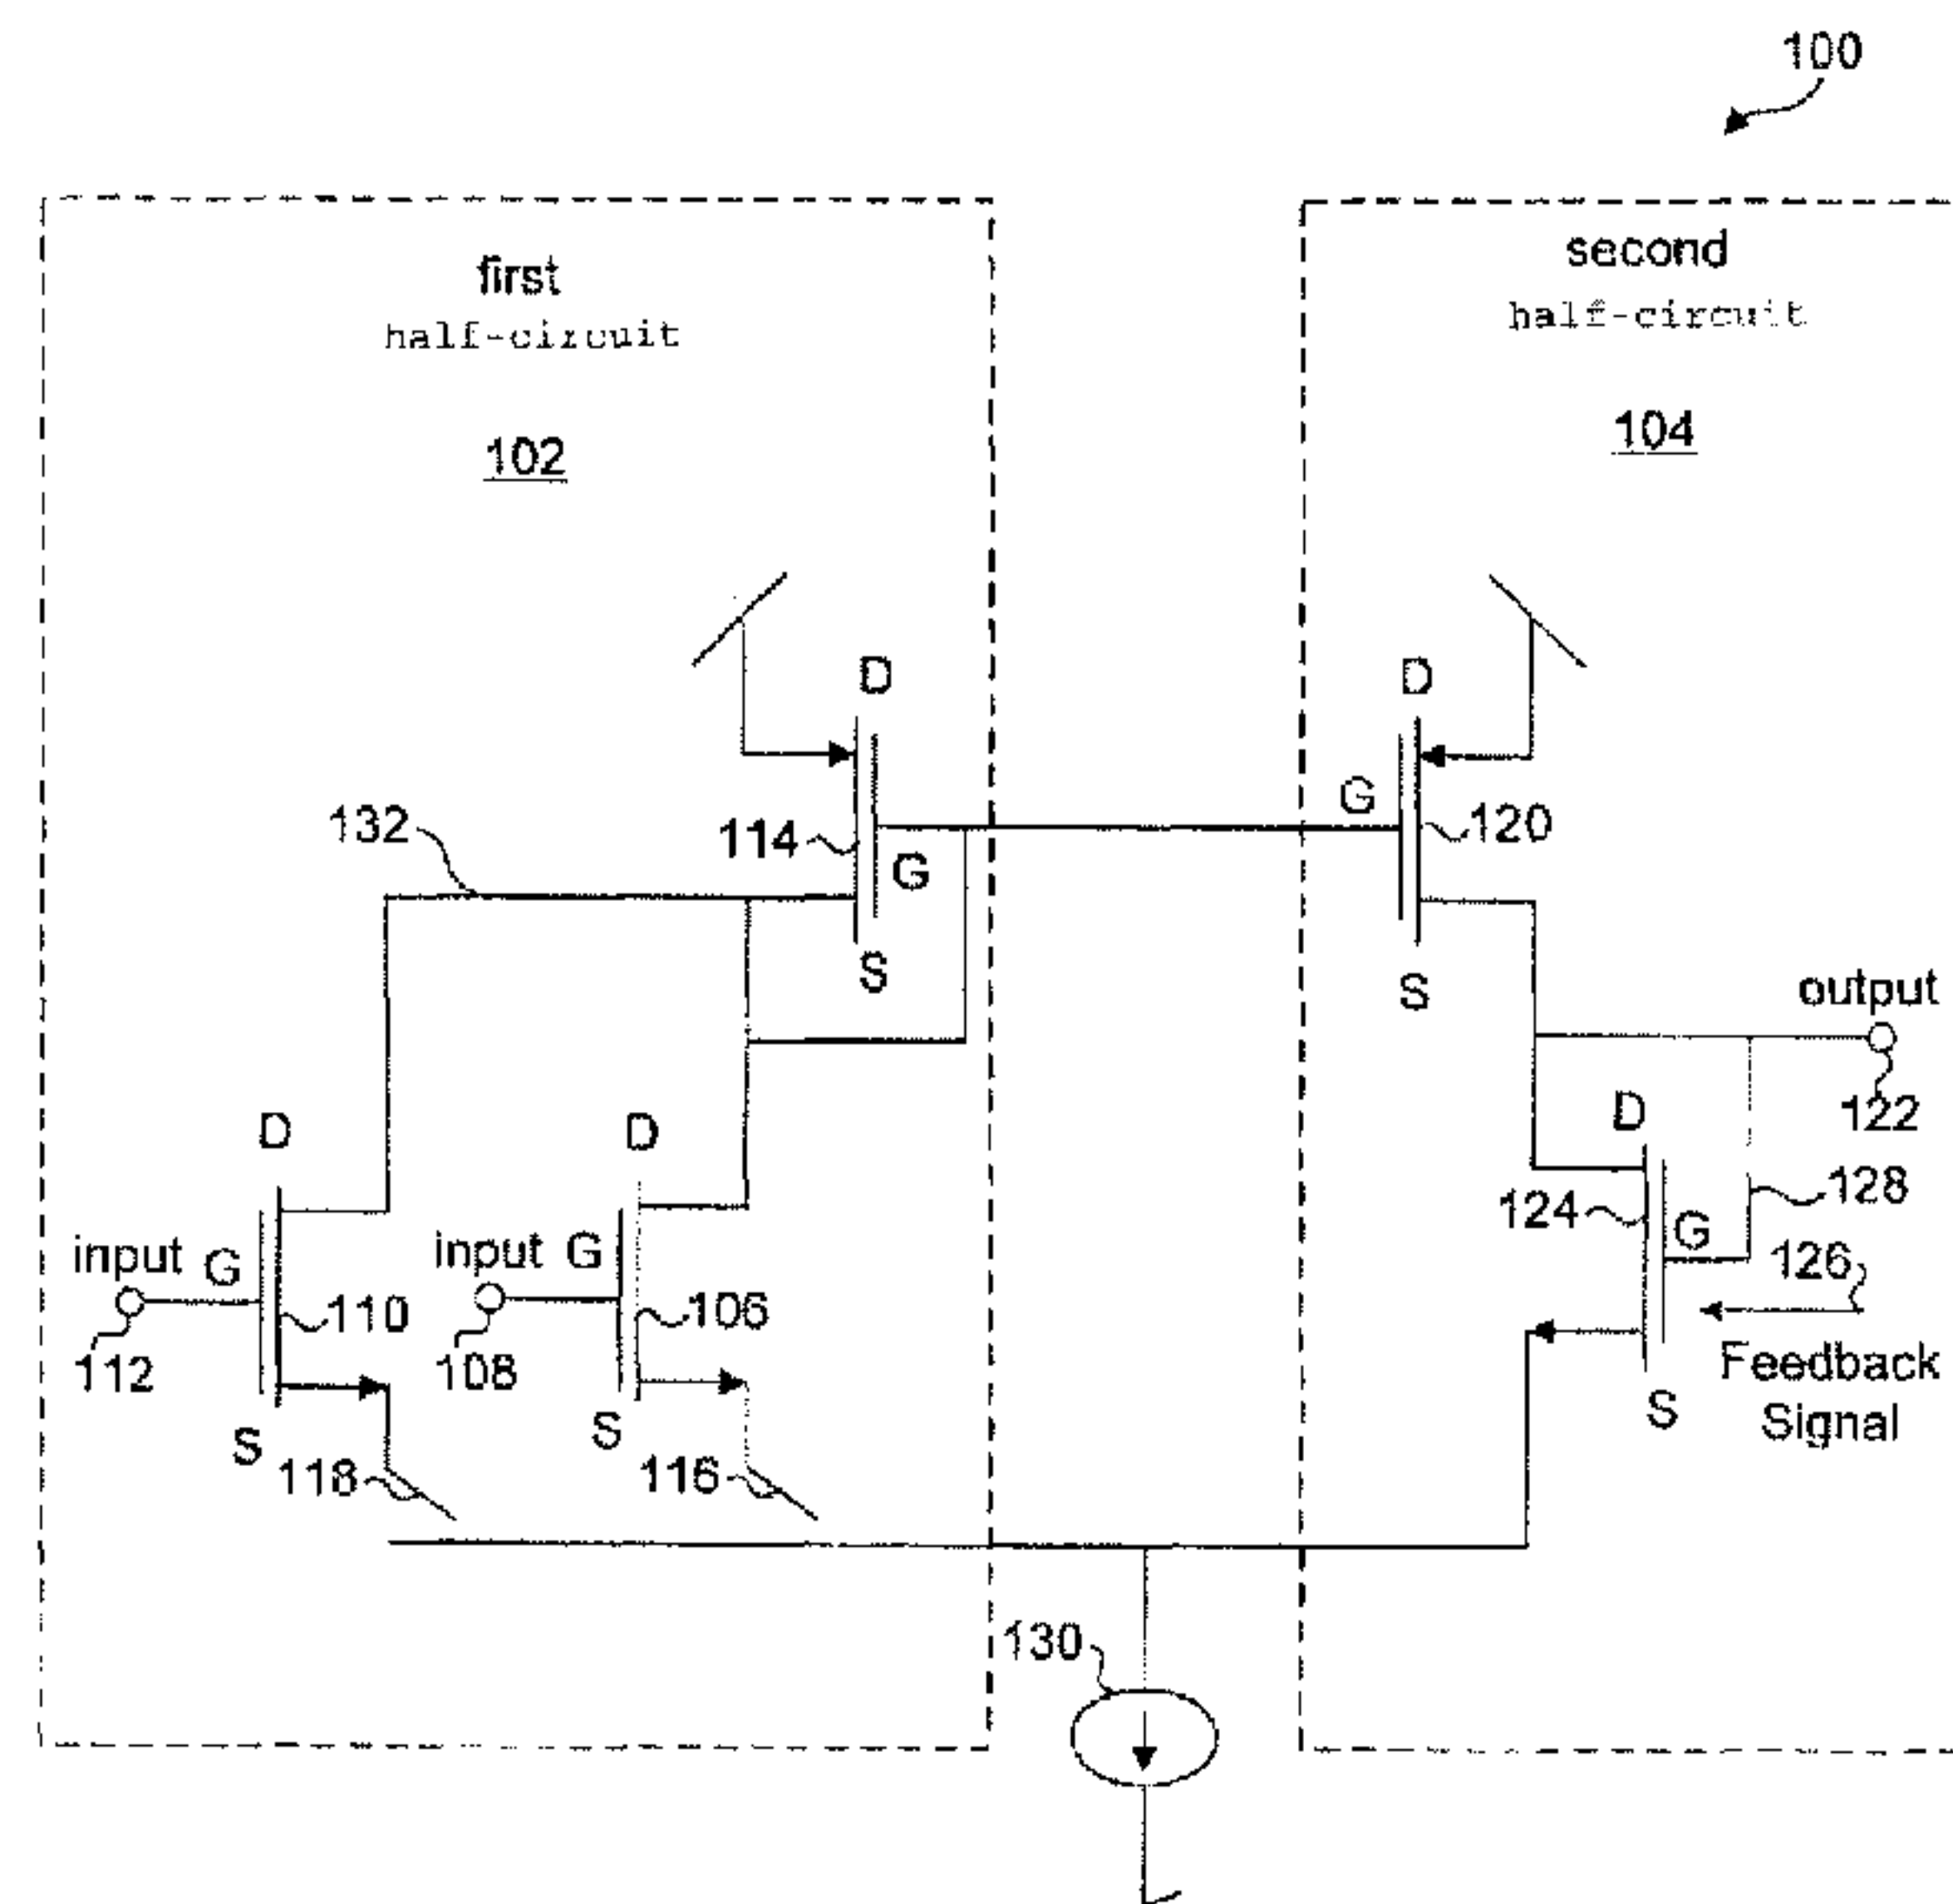 100
first
half-circuit
102
second
half-circuit
104
D
D
132
114
G
G
120
S
S
output
122
D
D
D
124
G
128
input G
110
112
input G
106
108
126
Feedback
Signal
S
S
S
118
116
130